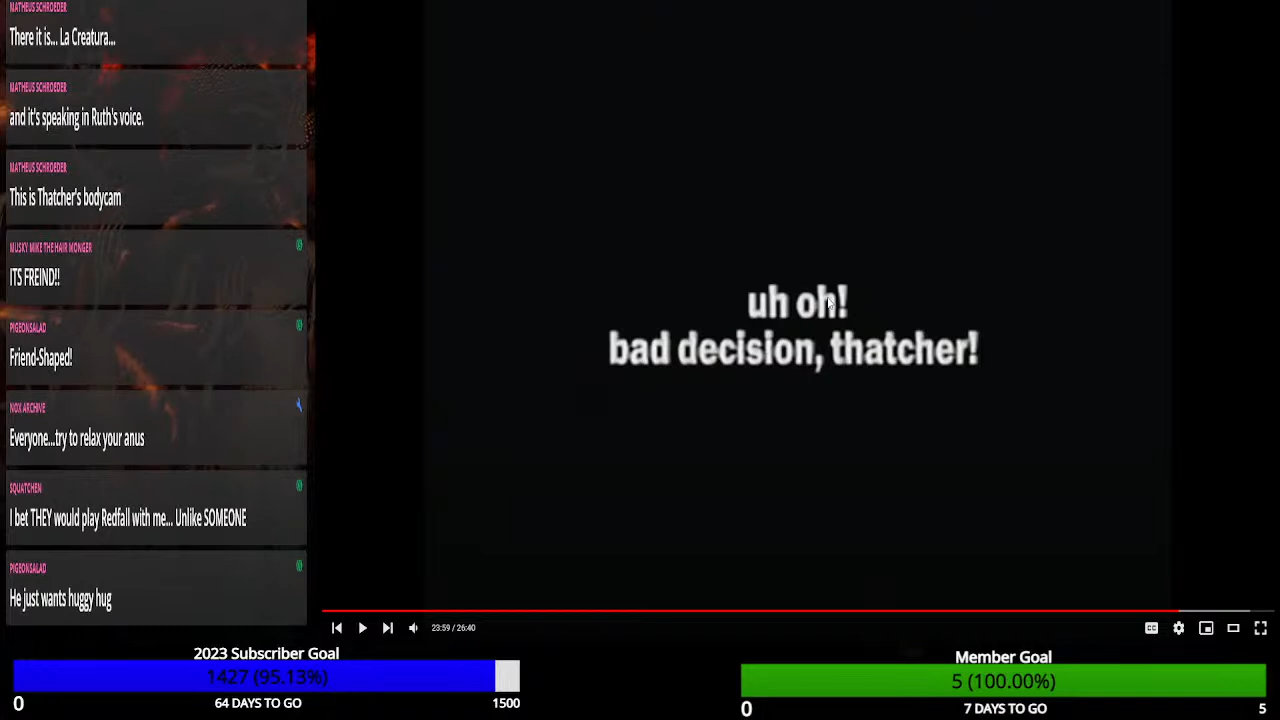 MATHEUS SCHROEDER
There it is... La Creatura...
MATHEUS SCHROEDER
and it's speaking in Ruth's voice.
MATHEUS SCHROEDER
This is Thatcher's bodycam
MUSKY MIKE THE HAIR MONGER
ITS FREIND!!
PIGEONSALAD
Friend-Shaped!
NOX ARCHIVE
Everyone...try to relax your anus
SQUATCHEN
I bet THEY would play Redfall with me... Unlike SOMEONE
PIGEONSALAD
He just wants huggy hug
uh oh!
bad decision, thatcher!
23:59 / 26:40
CC
2023 Subscriber Goal
1427 (95.13%)
0
64 DAYS TO GO
1500
Member Goal
5 (100.00%)
0
7 DAYS TO GO
5